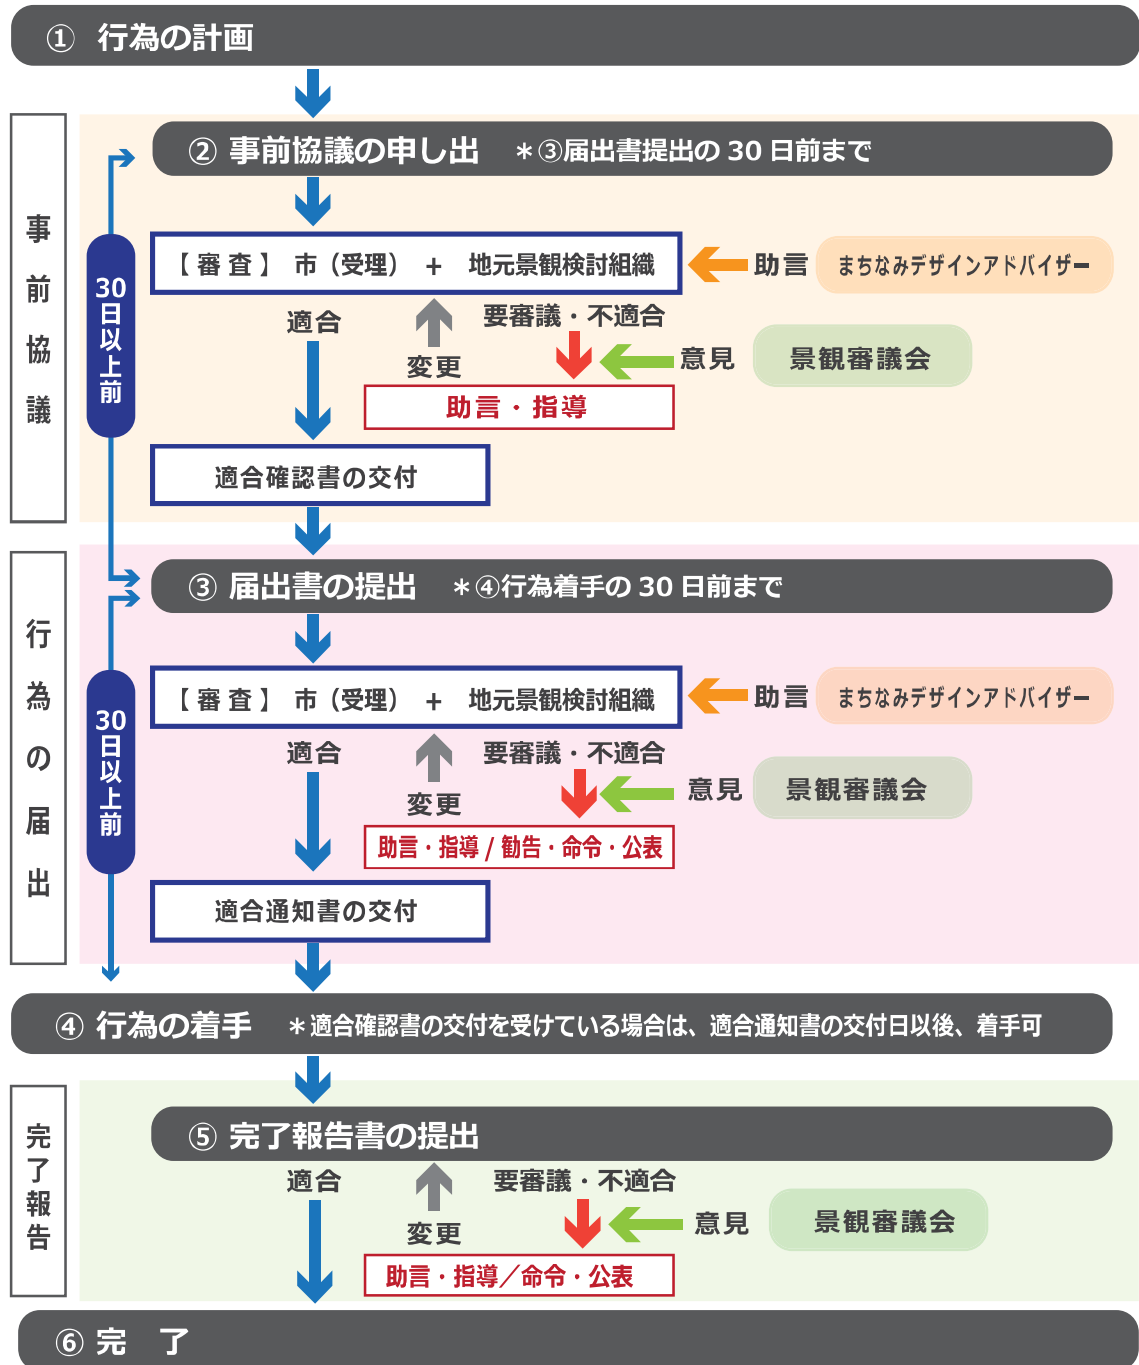 ① 行為の計画
事前協議
② 事前協議の申し出 ＊③届出書提出の 30 日前まで
30日以上前
【 審 査 】 市（受理） + 地元景観検討組織
助言
まちなみデザインアドバイザー
適合
変更
要審議・不適合
意見
景観審議会
助言・指導
適合確認書の交付
行為の届出
③ 届出書の提出 ＊④行為着手の 30 日前まで
30日以上前
【 審 査 】 市（受理） + 地元景観検討組織
助言
まちなみデザインアドバイザー
適合
変更
要審議・不適合
意見
景観審議会
助言・指導 / 勧告・命令・公表
適合通知書の交付
④ 行為の着手 ＊適合確認書の交付を受けている場合は、適合通知書の交付日以後、着手可
完了報告
⑤ 完了報告書の提出
適合
変更
要審議・不適合
意見
景観審議会
助言・指導／命令・公表
⑥ 完 了